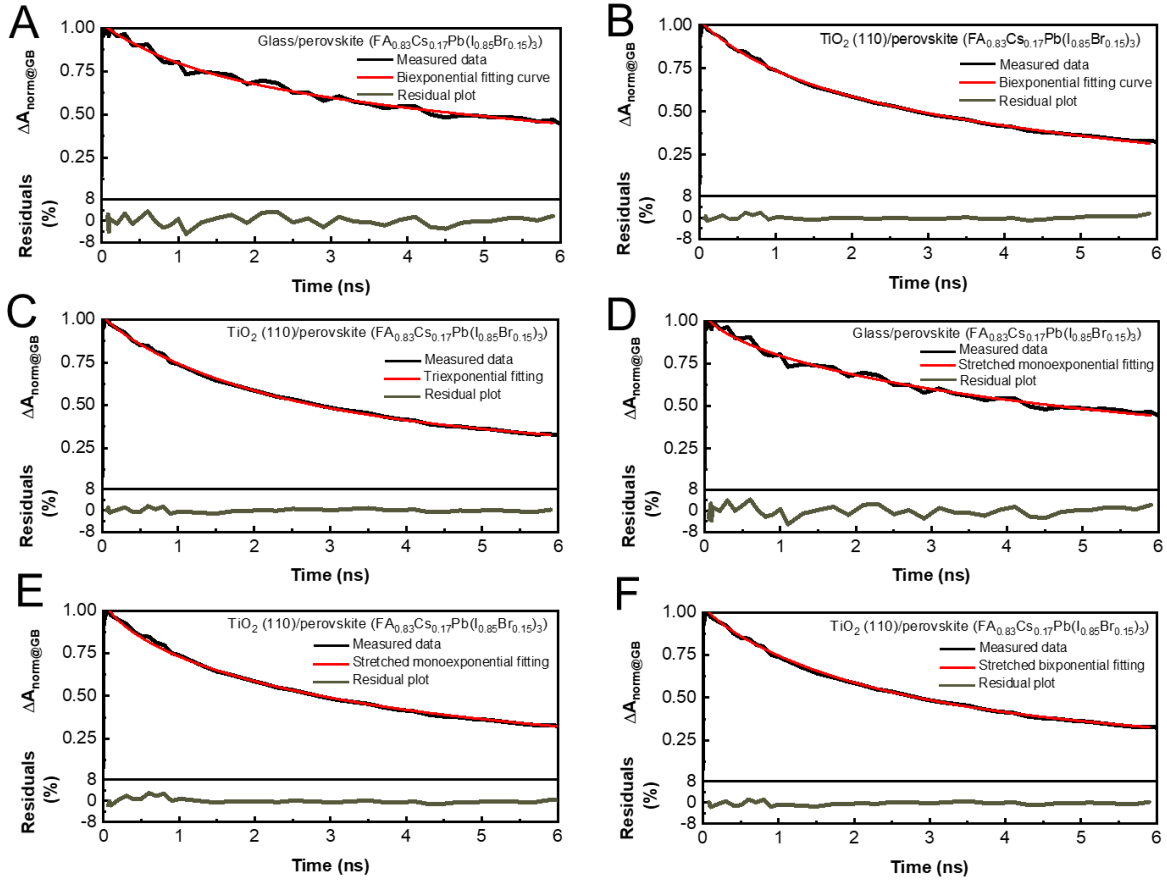 A
Glass/perovskite (FA0.83Cs0.17Pb(I0.85Br0.15)3)
Measured data
Biexponential fitting curve
Residual plot
ΔAnorm@GB
1.00
0.75
0.50
0.25
Residuals
(%)
8
0
-8
0 1 2 3 4 5 6
Time (ns)
B
TiO2 (110)/perovskite (FA0.83Cs0.17Pb(I0.85Br0.15)3)
Measured data
Biexponential fitting curve
Residual plot
ΔAnorm@GB
1.00
0.75
0.50
0.25
Residuals
(%)
8
0
-8
0 1 2 3 4 5 6
Time (ns)
C
TiO2 (110)/perovskite (FA0.83Cs0.17Pb(I0.85Br0.15)3)
Measured data
Triexponential fitting
Residual plot
ΔAnorm@GB
1.00
0.75
0.50
0.25
Residuals
(%)
8
0
-8
0 1 2 3 4 5 6
Time (ns)
D
Glass/perovskite (FA0.83Cs0.17Pb(I0.85Br0.15)3)
Measured data
Stretched monoexponential fitting
Residual plot
ΔAnorm@GB
1.00
0.75
0.50
0.25
Residuals
(%)
8
0
-8
0 1 2 3 4 5 6
Time (ns)
E
TiO2 (110)/perovskite (FA0.83Cs0.17Pb(I0.85Br0.15)3)
Measured data
Stretched monoexponential fitting
Residual plot
ΔAnorm@GB
1.00
0.75
0.50
0.25
Residuals
(%)
8
0
-8
0 1 2 3 4 5 6
Time (ns)
F
TiO2 (110)/perovskite (FA0.83Cs0.17Pb(I0.85Br0.15)3)
Measured data
Stretched bixponential fitting
Residual plot
ΔAnorm@GB
1.00
0.75
0.50
0.25
Residuals
(%)
8
0
-8
0 1 2 3 4 5 6
Time (ns)